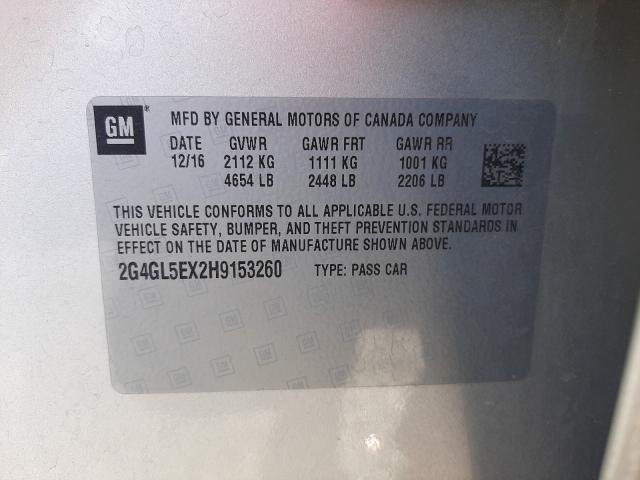 GM
MFD BY GENERAL MOTORS OF CANADA COMPANY
DATE GVWR GAWR FRT GAWR RR
12/16 2112 KG 1111 KG 1001 KG
4654 LB 2448 LB 2206 LB
THIS VEHICLE CONFORMS TO ALL APPLICABLE U.S. FEDERAL MOTOR
VEHICLE SAFETY, BUMPER, AND THEFT PREVENTION STANDARDS IN
EFFECT ON THE DATE OF MANUFACTURE SHOWN ABOVE.
2G4GL5EX2H9153260 TYPE: PASS CAR